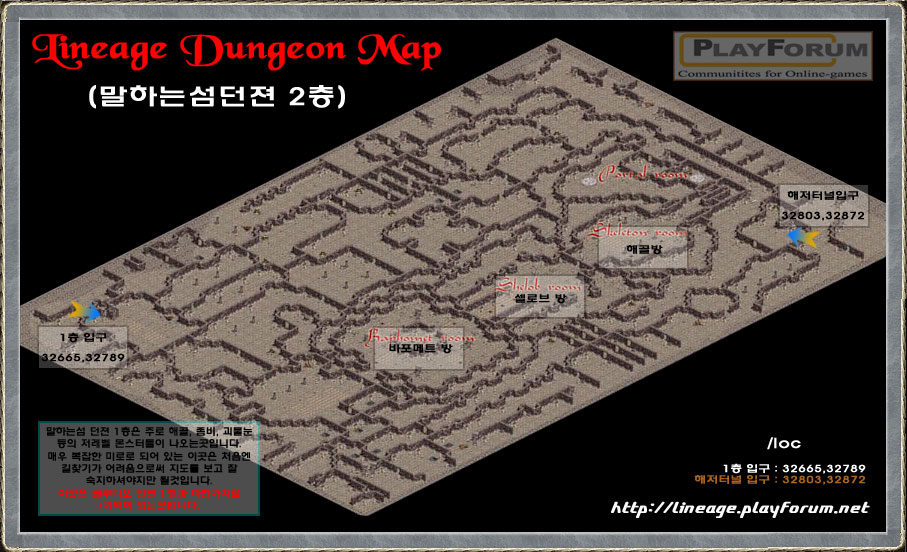 Lineage Dungeon Map
(말하는섬던젼 2층)
PLAYFORUM
Communitites for Online-games
Portal room
해저터널입구
32803,32872
Skeleton room
해골방
Shelob room
셀로브 방
room
바포메트 방
1층 입구
32665,32789
말하는섬 던젼 1층은 주로 해골, 좀비, 괴물눈
등의 저레벨 몬스터들이 나오는곳입니다.
매우 복잡한 미로로 되어 있는 이곳은 처음엔
길찾기가 어려움으로써 지도를 보고 잘
숙지하셔야지만 될것입니다.
/loc
1층 입구 : 32665,32789
해저터널 입구 : 32803,32872
http://lineage.playforum.net